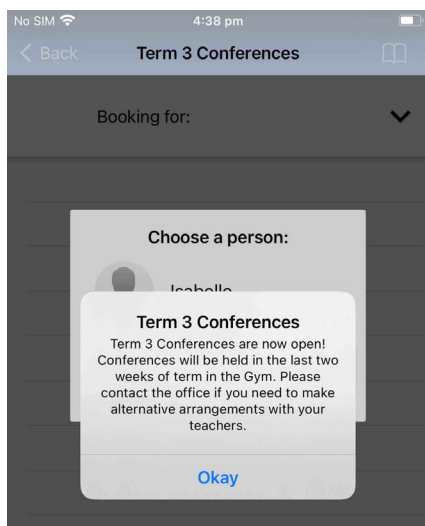 No SIM 4:38 pm
Back Term 3 Conferences
Booking for:
Choose a person:
Isabelle
Term 3 Conferences
Term 3 Conferences are now open!
Conferences will be held in the last two
weeks of term in the Gym. Please
contact the office if you need to make
alternative arrangements with your
teachers.
Okay